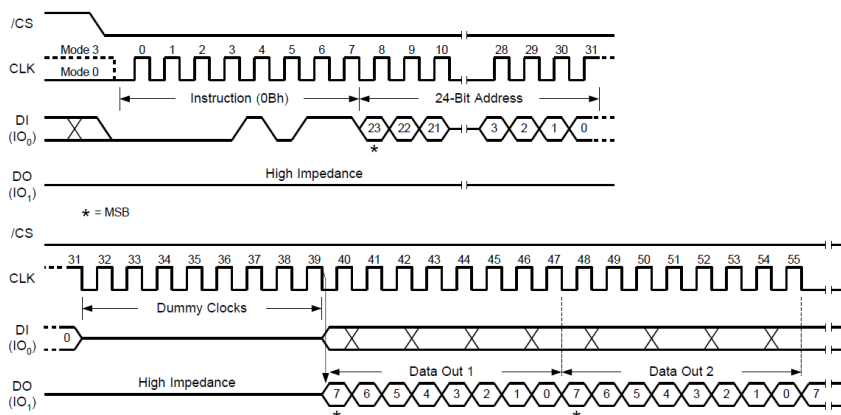 /CS
Mode 3 0 1 2 3 4 5 6 7 8 9 10 28 29 30 31
CLK
Mode 0
Instruction (0Bh) 24-Bit Address
DI
(IO0) 23 22 21 3 2 1 0
*
DO
(IO1) High Impedance
* = MSB
/CS
31 32 33 34 35 36 37 38 39 40 41 42 43 44 45 46 47 48 49 50 51 52 53 54 55
CLK
Dummy Clocks
DI
(IO0) 0
Data Out 1 Data Out 2
DO
(IO1) High Impedance 7 6 5 4 3 2 1 0 7 6 5 4 3 2 1 0 7
* *